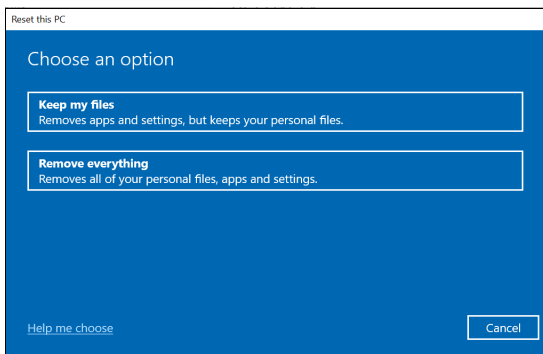 Reset this PC
Choose an option
Keep my files
Removes apps and settings, but keeps your personal files.
Remove everything
Removes all of your personal files, apps and settings.
Help me choose
Cancel